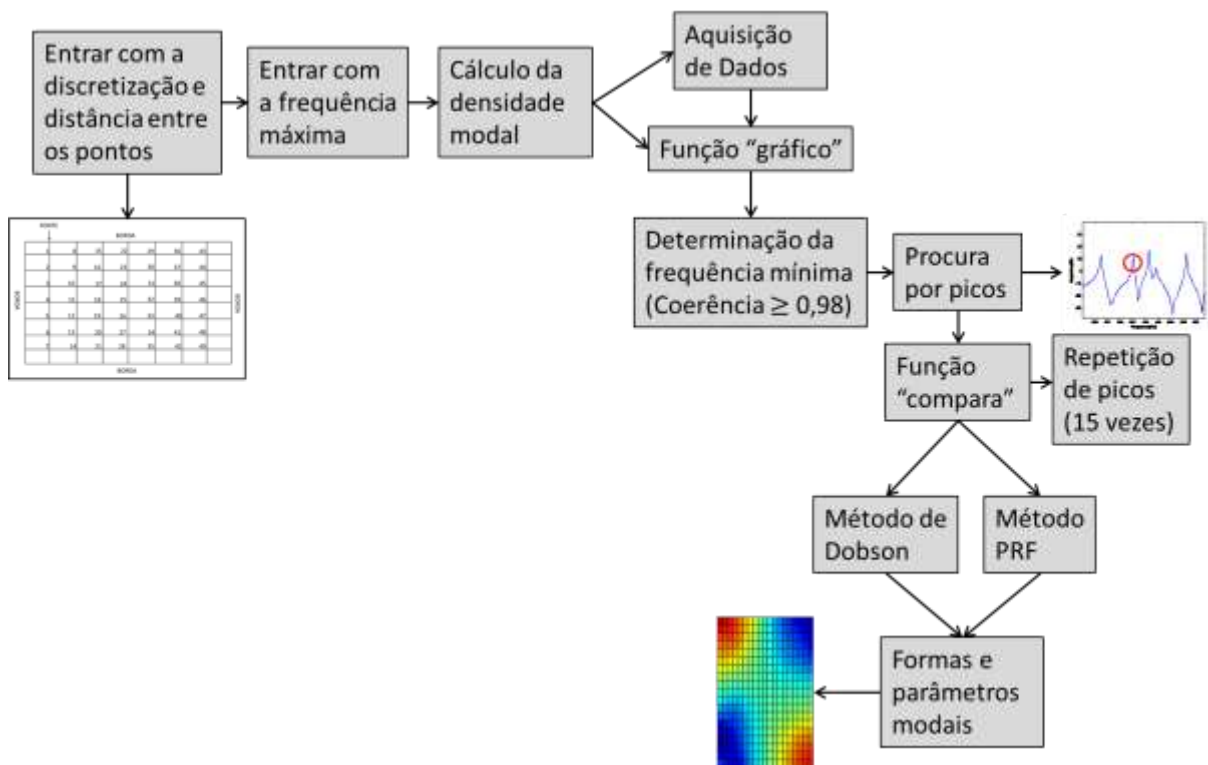 Entrar com a
discretização e
distância entre
os pontos
Entrar com
a frequência
máxima
Cálculo da
densidade
modal
Aquisição
de Dados
Função “gráfico”
Determinação da
frequência mínima
(Coerência ≥ 0,98)
Procura
por picos
Função
“compara”
Repetição
de picos
(15 vezes)
Método de
Dobson
Método
PRF
Formas e
parâmetros
modais
BORDA
BORDA